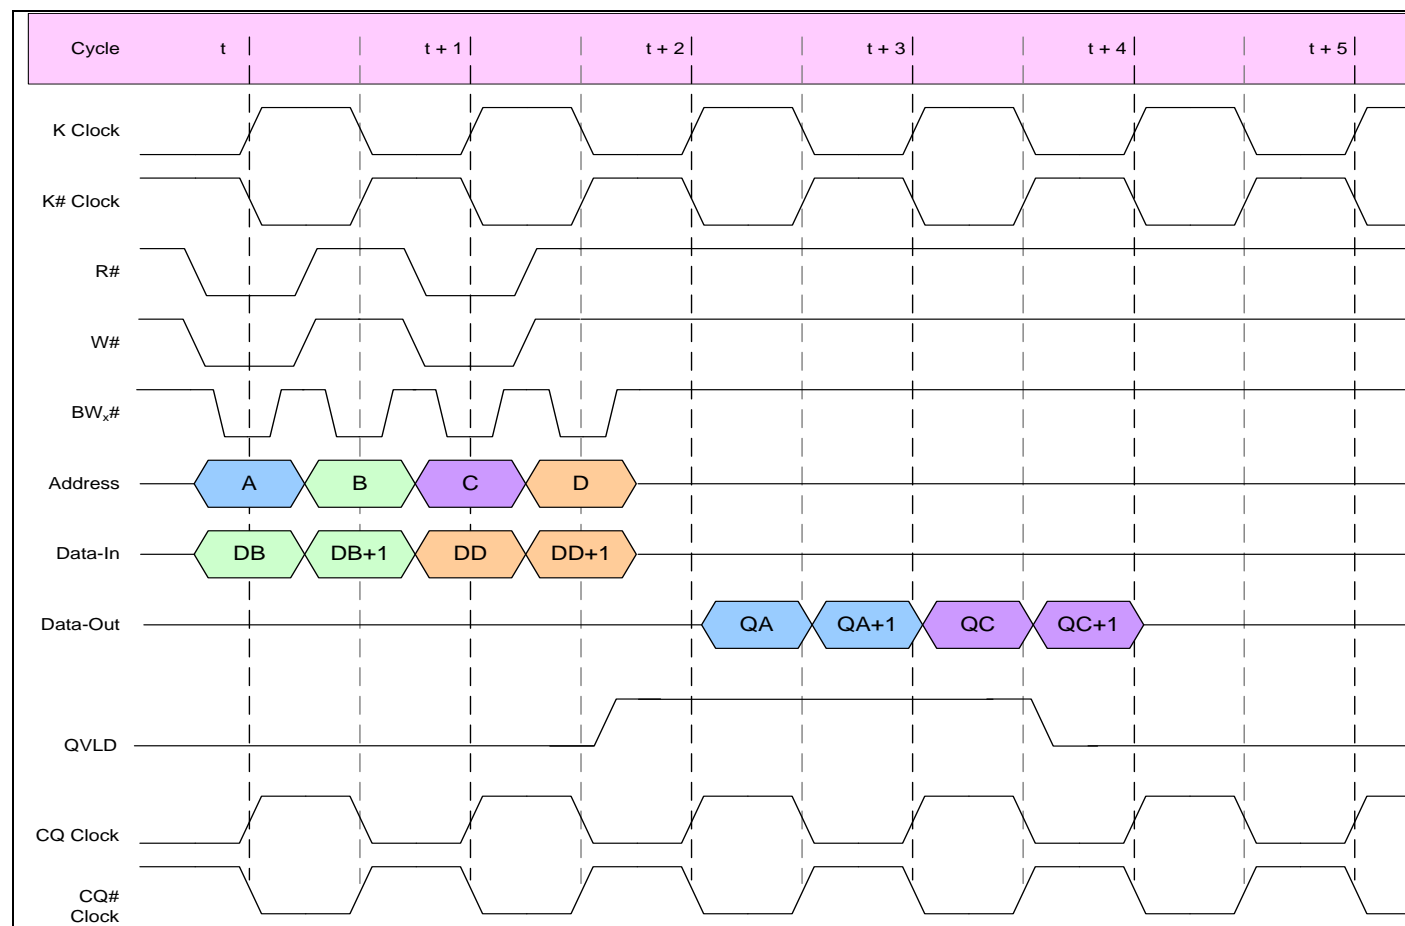 Cycle t t + 1 t + 2 t + 3 t + 4 t + 5
K Clock
K# Clock
R#
W#
BWx#
Address A B C D
Data-In DB DB+1 DD DD+1
Data-Out QA QA+1 QC QC+1
QVLD
CQ Clock
CQ#
Clock